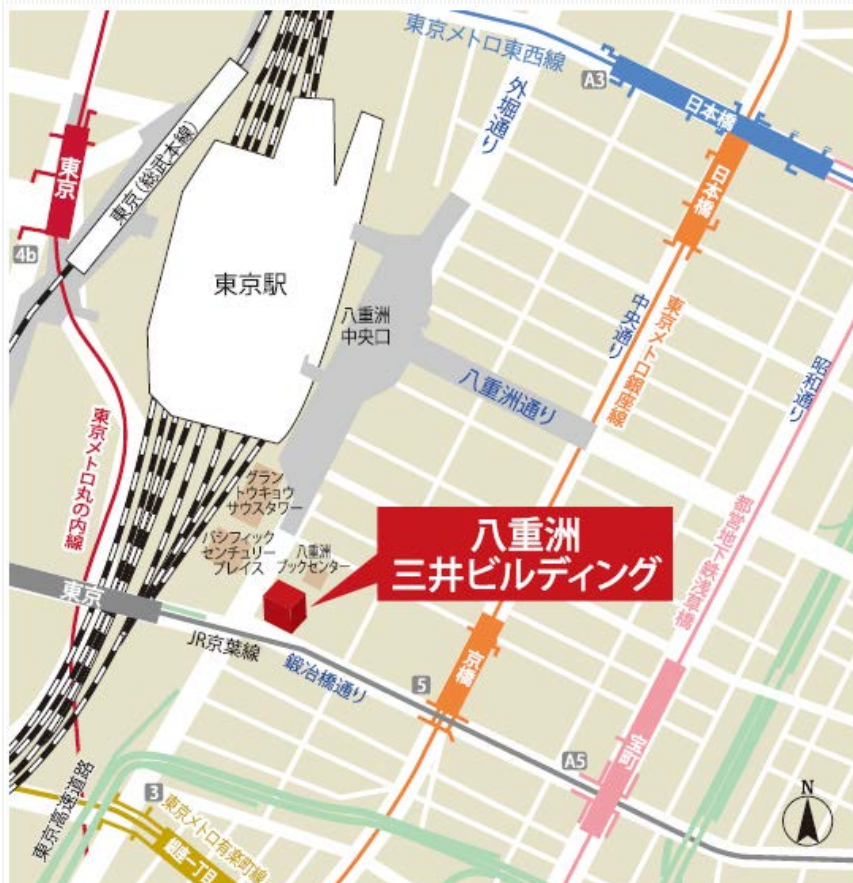 東京メトロ東西線
A3
日本橋
外堀通り
日本橋
東京
東京(総武本線)
4b
東京駅
八重洲
中央口
中央通り
東京メトロ銀座線
昭和通り
八重洲通り
東京メトロ丸の内線
グラン
トウキョウ
サウスタワー
パシフィック
センチュリー
プレイス
八重洲
ブックセンター
八重洲
三井ビルディング
都営地下鉄浅草橋
東京
JR京葉線
鍛冶橋通り
5
京橋
A5
宝町
N
東京高速道路
3
東京メトロ有楽町線
銀座一丁目